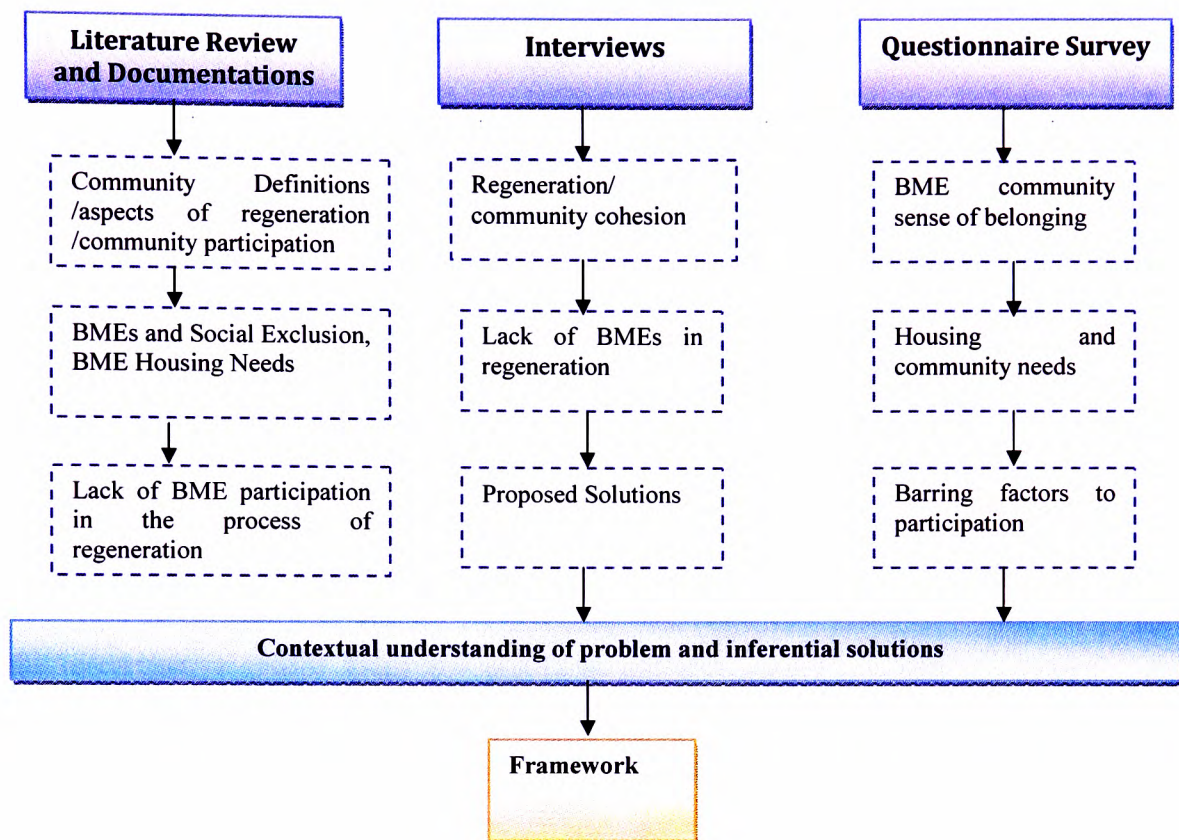 Literature Review
and Documentations
Community Definitions
/aspects of regeneration
/community participation
BMEs and Social Exclusion,
BME Housing Needs
Lack of BME participation
in the process of
regeneration
Interviews
Regeneration/
community cohesion
Lack of BMEs in
regeneration
Proposed Solutions
Questionnaire Survey
BME community
sense of belonging
Housing and
community needs
Barring factors to
participation
Contextual understanding of problem and inferential solutions
Framework